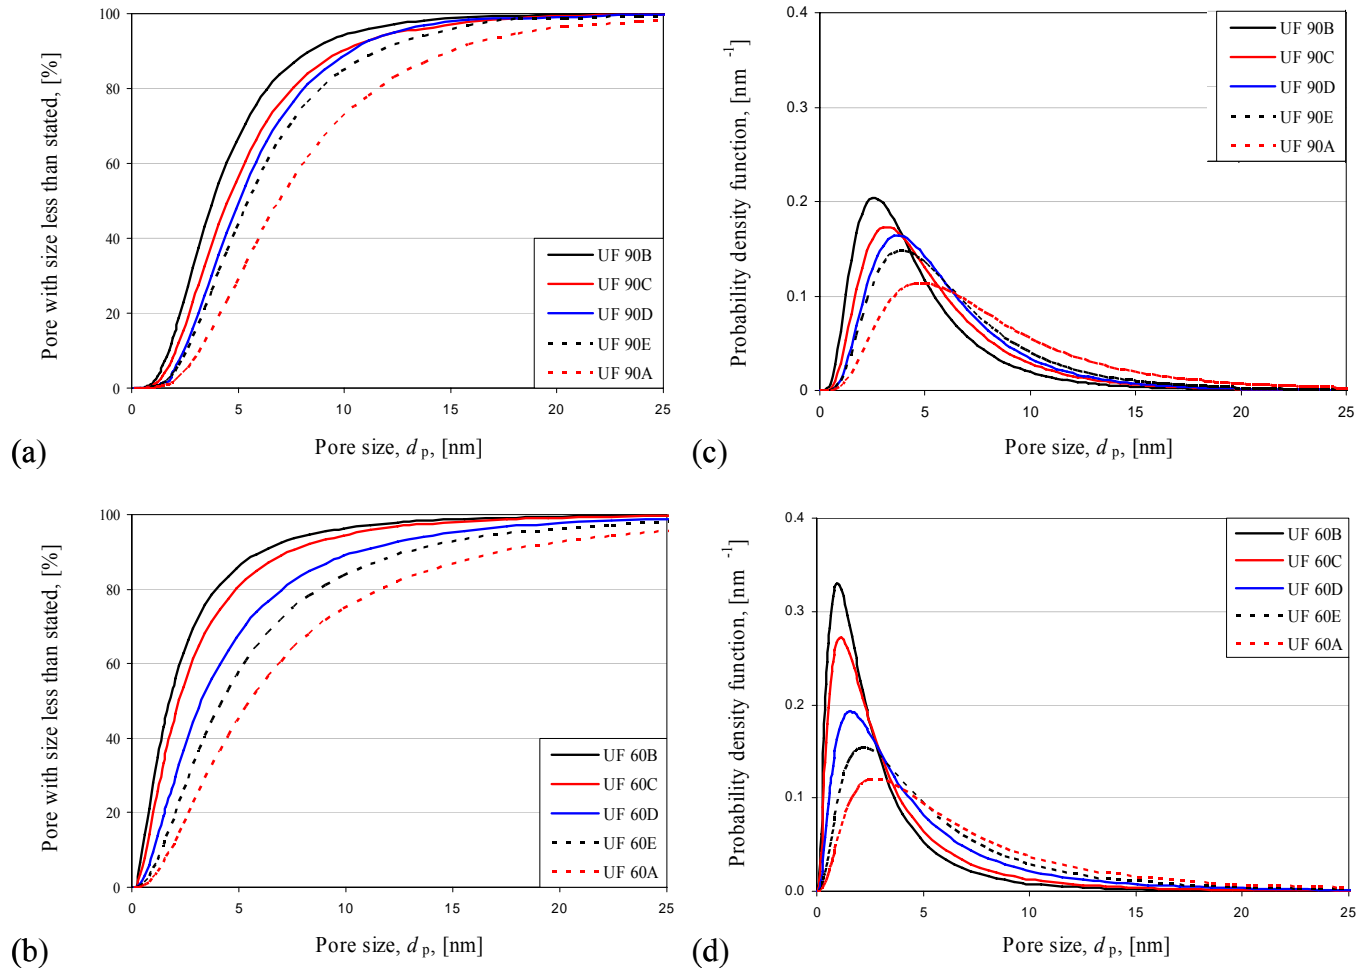 Pore with size less than stated, [%]
100
80
60
40
20
0
0 5 10 15 20 25
UF 90B
UF 90C
UF 90D
UF 90E
UF 90A
Pore size, d p, [nm]
(a)
Probability density function, [nm -1]
0.4
0.3
0.2
0.1
0
0 5 10 15 20 25
UF 90B
UF 90C
UF 90D
UF 90E
UF 90A
Pore size, d p, [nm]
(c)
Pore with size less than stated, [%]
100
80
60
40
20
0
0 5 10 15 20 25
UF 60B
UF 60C
UF 60D
UF 60E
UF 60A
Pore size, d p, [nm]
(b)
Probability density function, [nm -1]
0.4
0.3
0.2
0.1
0.0
0 5 10 15 20 25
UF 60B
UF 60C
UF 60D
UF 60E
UF 60A
Pore size, d p, [nm]
(d)